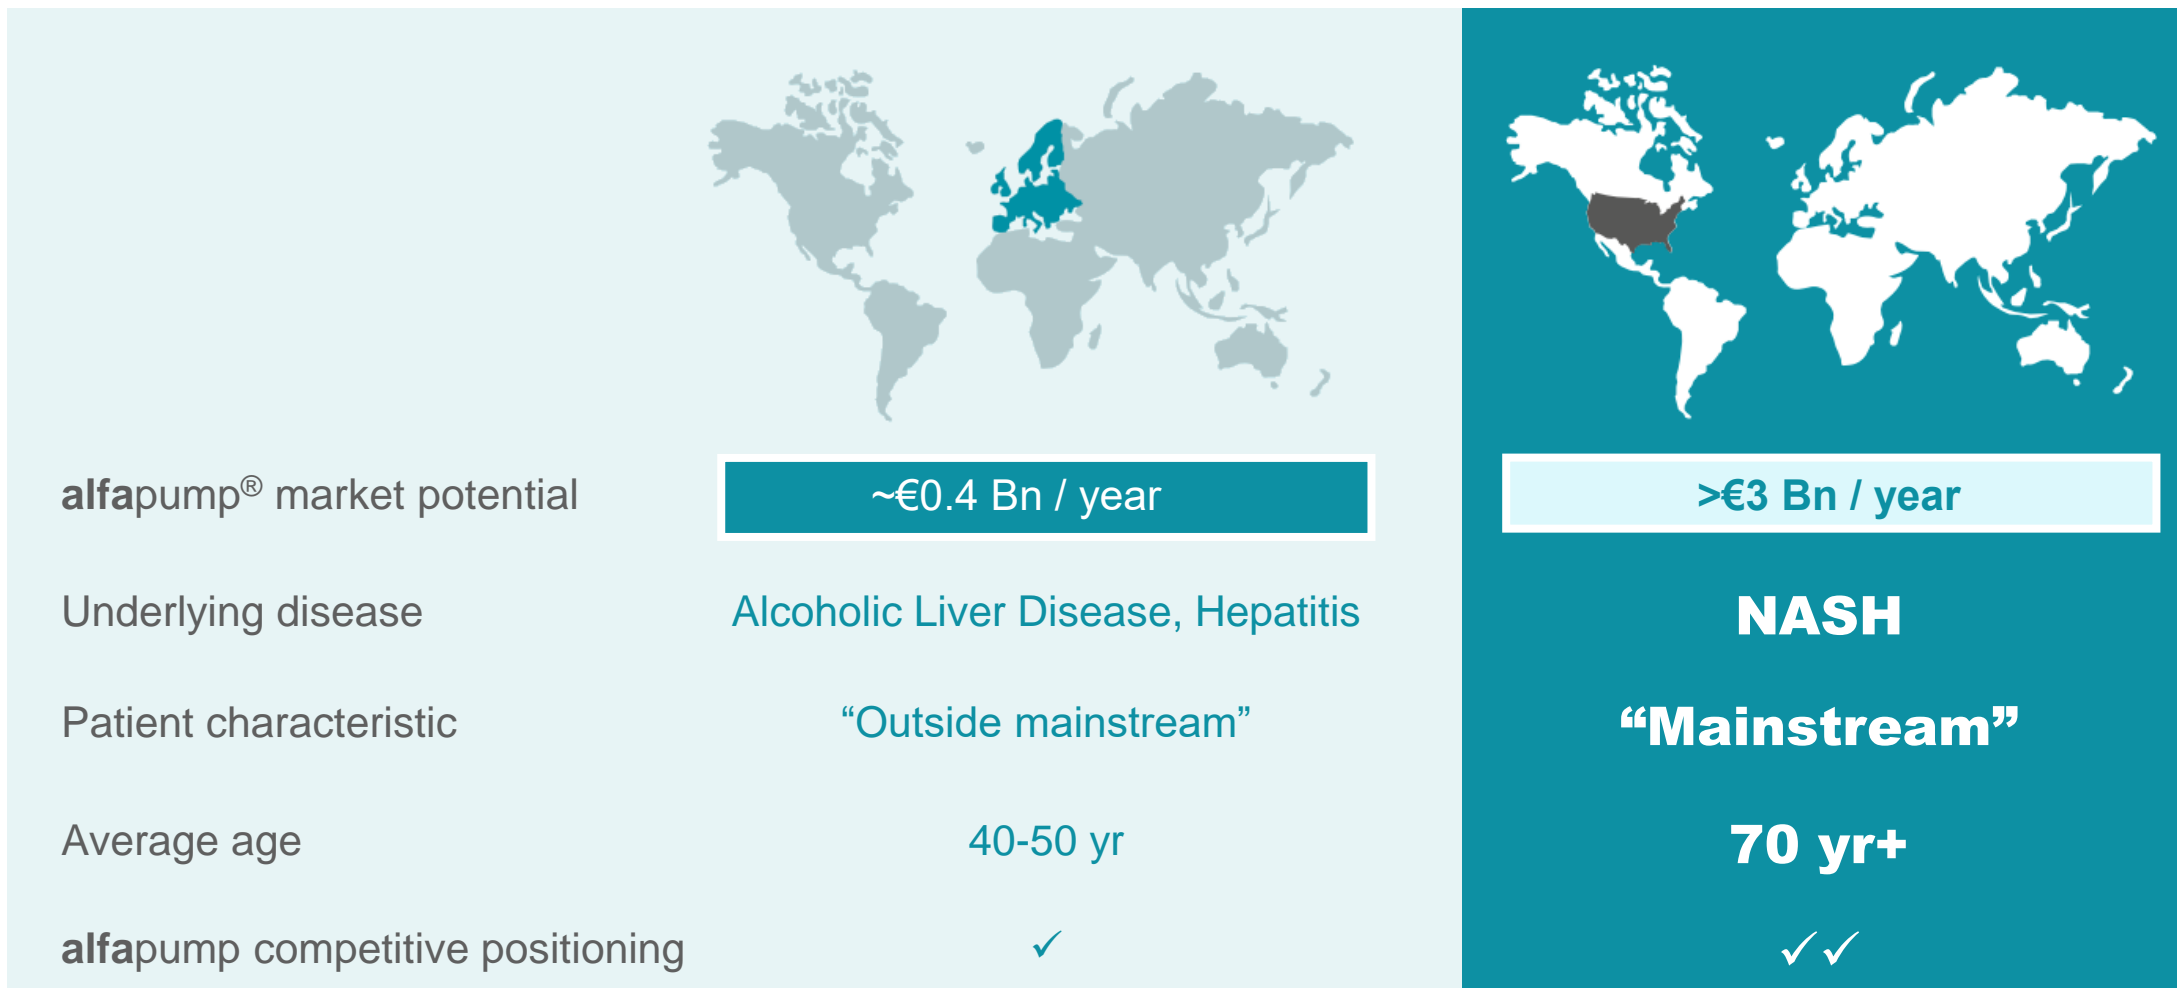 alfapump® market potential ~€0.4 Bn / year >€3 Bn / year
Underlying disease Alcoholic Liver Disease, Hepatitis NASH
Patient characteristic “Outside mainstream” “Mainstream”
Average age 40-50 yr 70 yr+
alfapump competitive positioning ✓ ✓✓